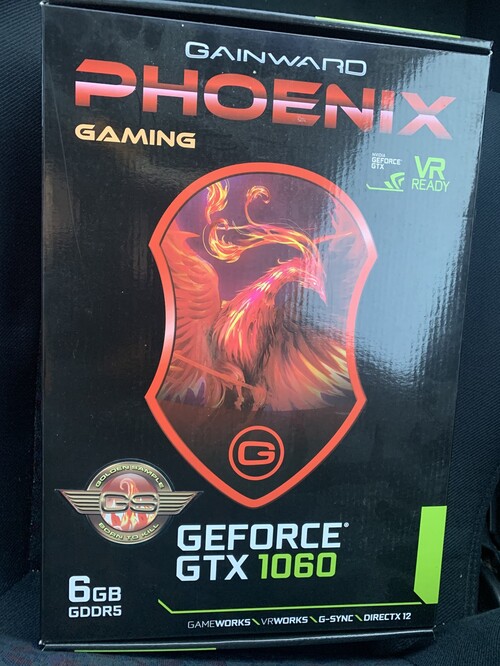 GAINWARD
PHOENIX
GAMING
NVIDIA
GEFORCE
GTX
VR
READY
G
GOLDEN SAMPLE
GS
BORN TO KILL
GEFORCE®
GTX 1060
6GB
GDDR5
GAMEWORKS \ VRWORKS \ G-SYNC \ DIRECTX 12